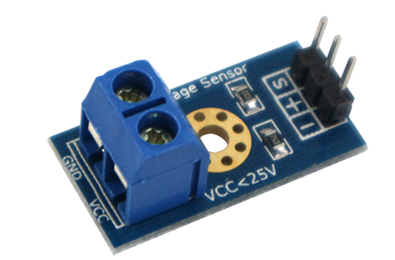 age Sensor
S
+
-
VCC<25V
GND
VCC